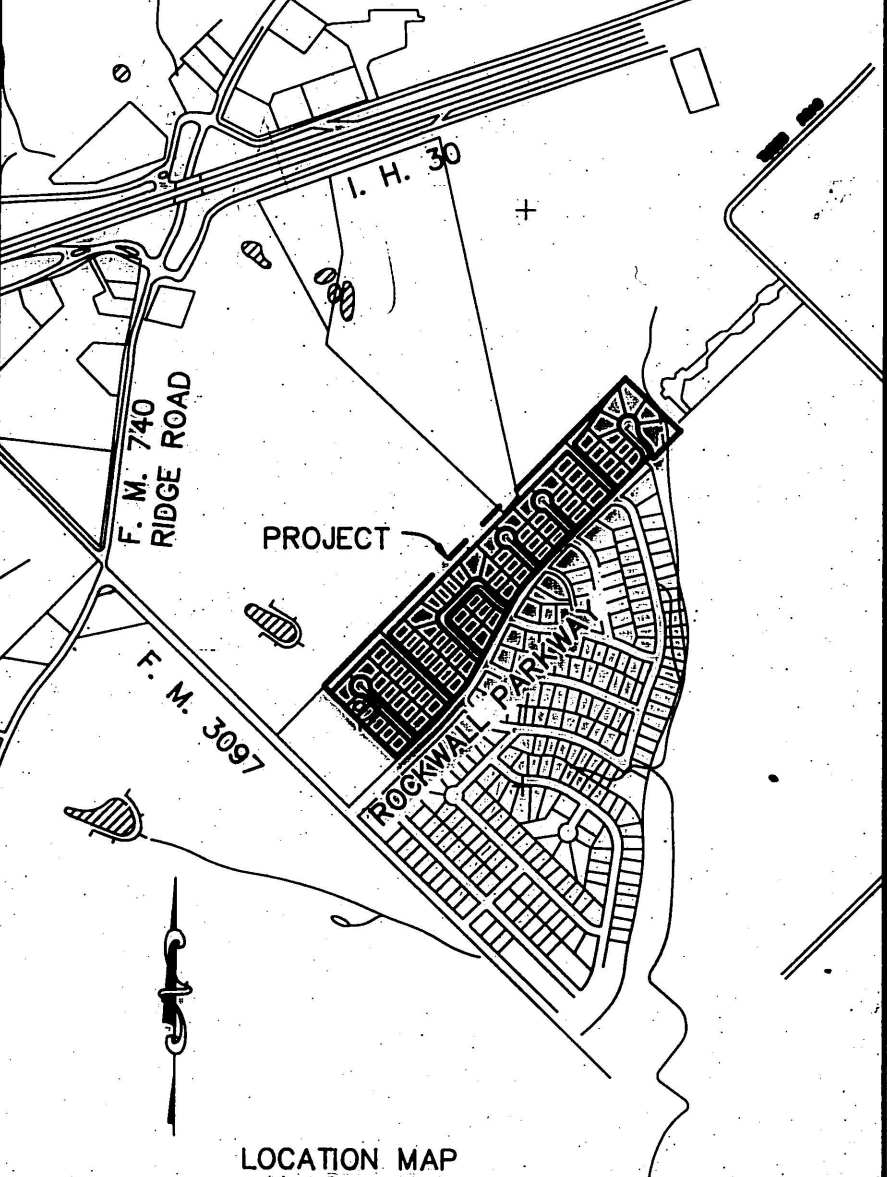 I. H. 30
F. M. 740
RIDGE ROAD
PROJECT
F. M. 3097
ROCKWALL PARKWAY
LOCATION MAP